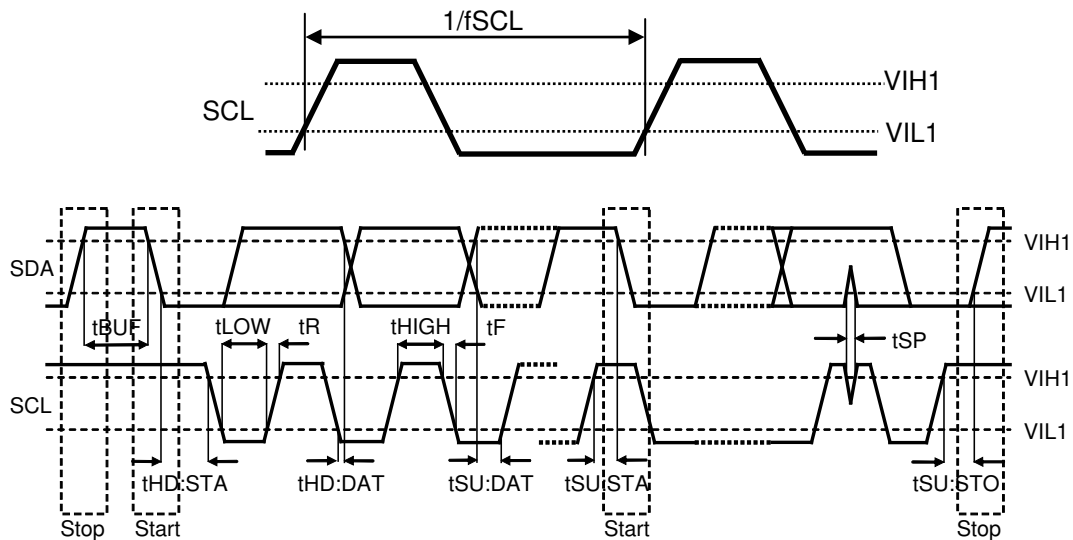 1/fSCL
SCL
VIH1
VIL1
VIH1
SDA
VIL1
tBUF
tLOW
tR
tHIGH
tF
tSP
VIH1
SCL
VIL1
tHD:STA
tHD:DAT
tSU:DAT
tSU:STA
tSU:STO
Stop
Start
Start
Stop